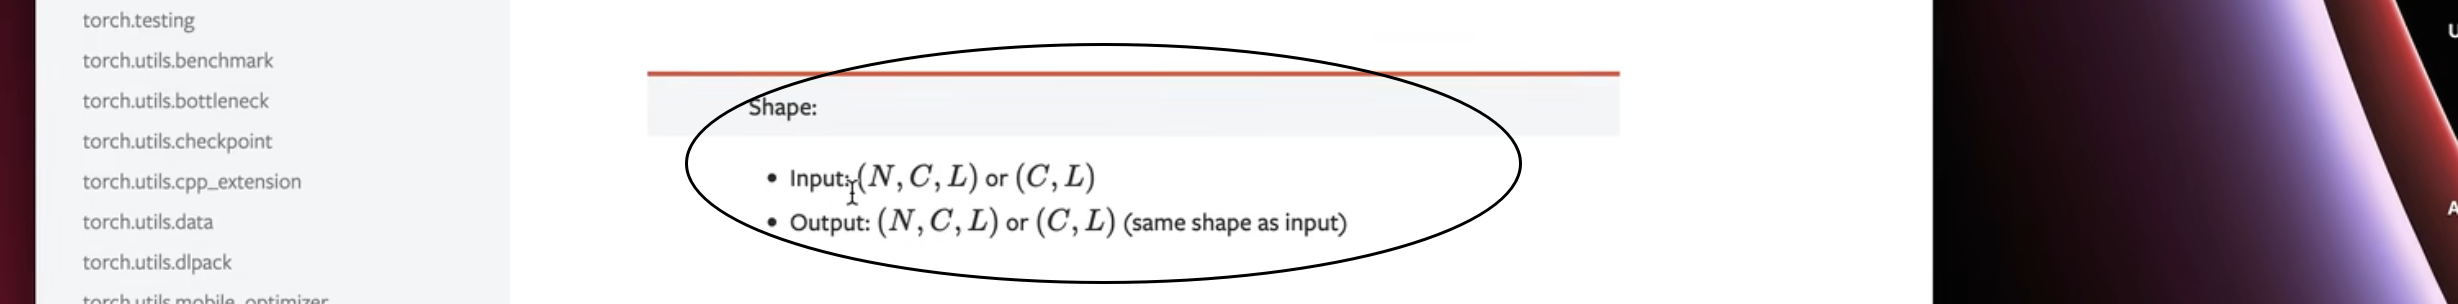 torch.testing
torch.utils.benchmark
torch.utils.bottleneck
torch.utils.checkpoint
torch.utils.cpp_extension
torch.utils.data
torch.utils.dlpack
torch.utils.mobile_optimizer
Shape:
• Input: (N, C, L) or (C, L)
• Output: (N, C, L) or (C, L) (same shape as input)
U
A